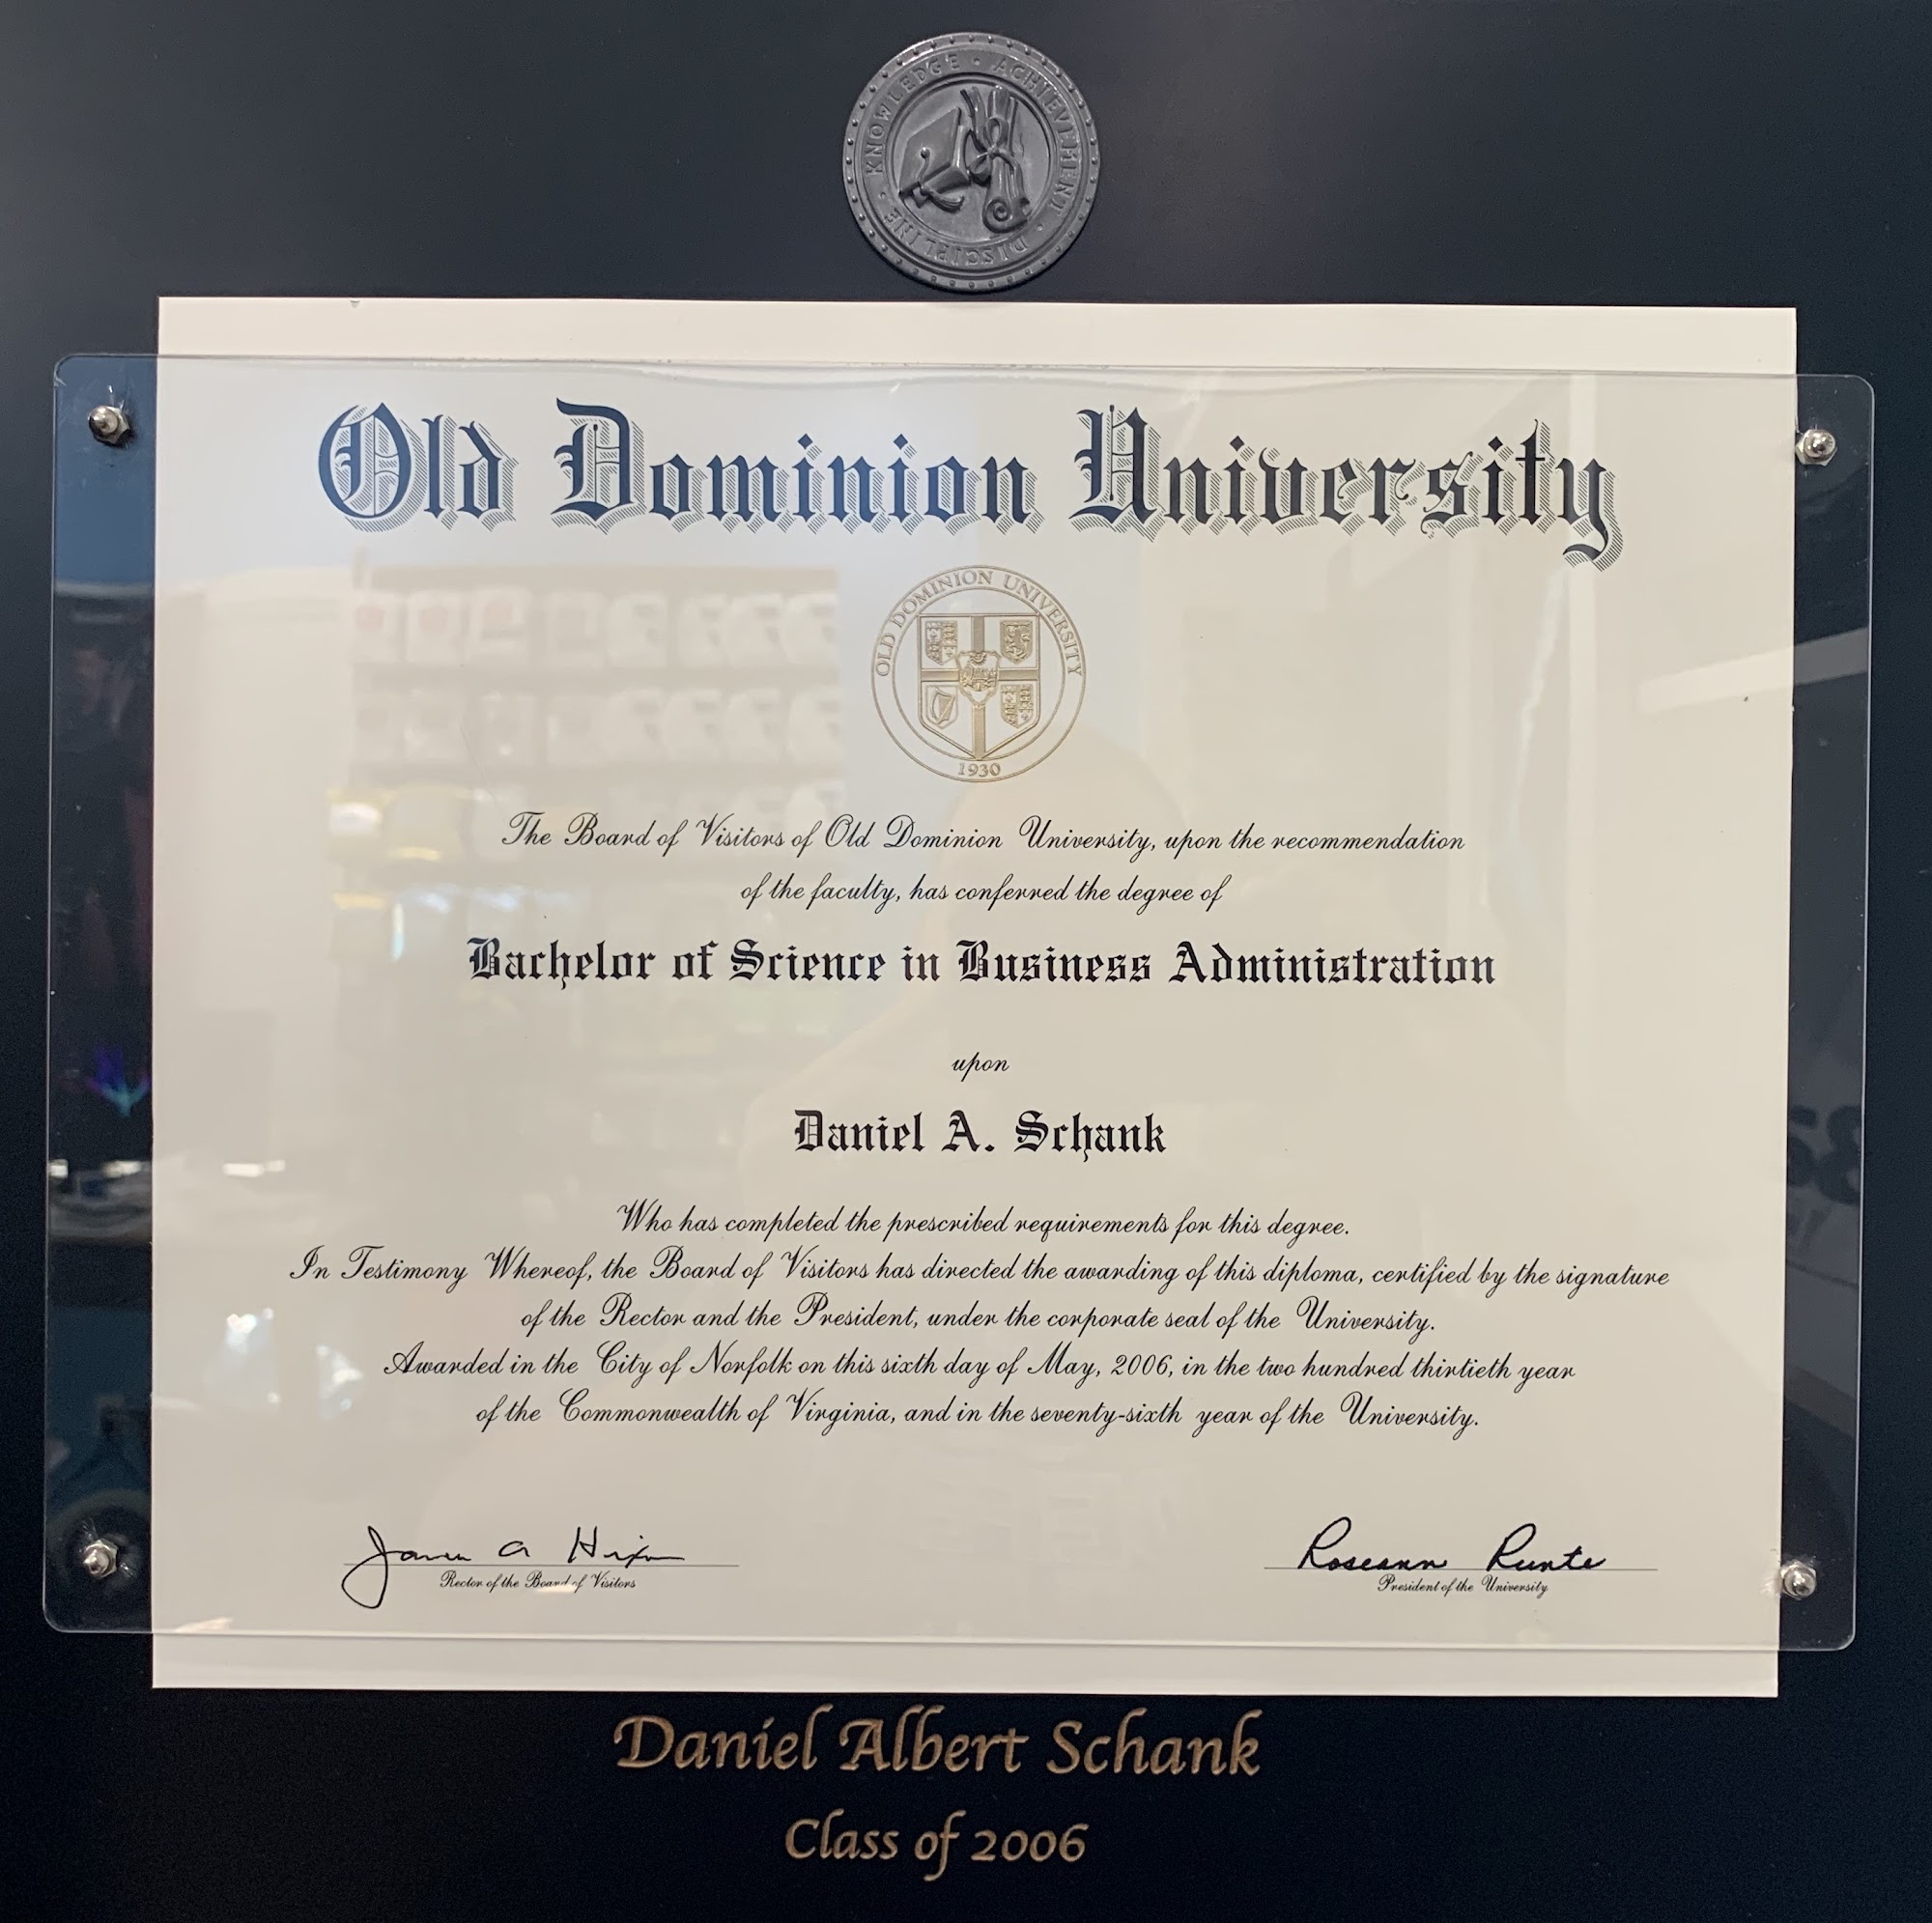 KNOWLEDGE • ACHIEVEMENT • DISCIPLINE •
Old Dominion University
OLD DOMINION UNIVERSITY
1930
The Board of Visitors of Old Dominion University, upon the recommendation
of the faculty, has conferred the degree of
Bachelor of Science in Business Administration
upon
Daniel A. Schank
Who has completed the prescribed requirements for this degree.
In Testimony Whereof, the Board of Visitors has directed the awarding of this diploma, certified by the signature
of the Rector and the President, under the corporate seal of the University.
Awarded in the City of Norfolk on this sixth day of May, 2006, in the two hundred thirtieth year
of the Commonwealth of Virginia, and in the seventy-sixth year of the University.
James A Hixon
Rector of the Board of Visitors
Roseann Runte
President of the University
Daniel Albert Schank
Class of 2006